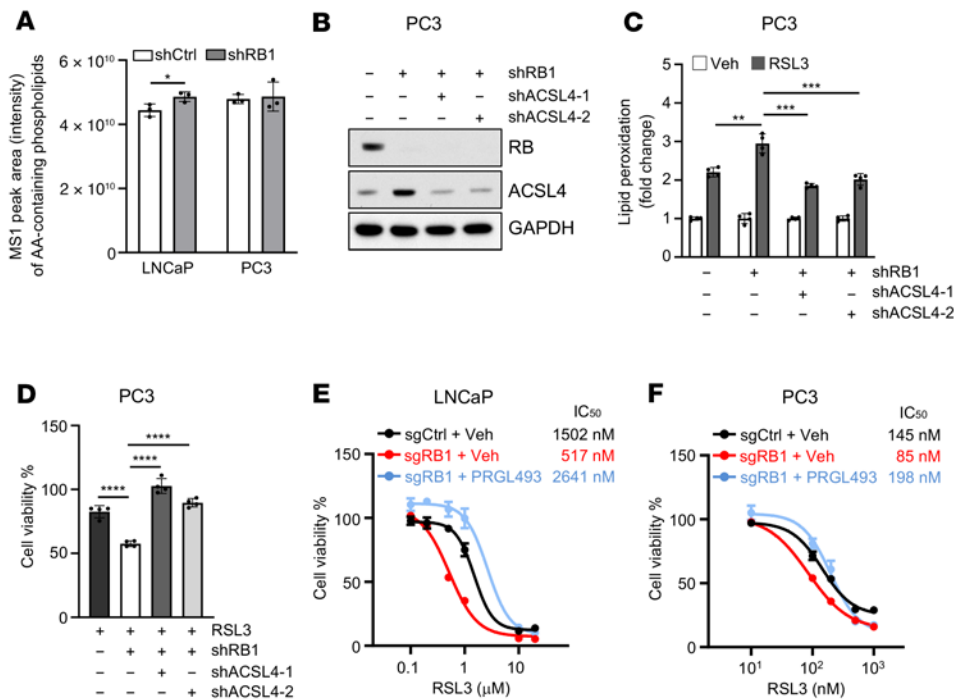 A
shCtrl shRB1
MS1 peak area (intensity)
of AA-containing phospholipids
6 × 10¹⁰
4 × 10¹⁰
2 × 10¹⁰
0
*
LNCaP PC3
B
PC3
– + + + shRB1
+ shACSL4-1
+ shACSL4-2
RB
ACSL4
GAPDH
C
PC3
Veh RSL3
Lipid peroxidation
(fold change)
5
4
3
2
1
0
***
***
**
– + + + shRB1
– – + – shACSL4-1
– – – + shACSL4-2
D
PC3
Cell viability %
150
100
50
0
****
****
****
+ + + + RSL3
– + + + shRB1
– – + – shACSL4-1
– – – + shACSL4-2
E
LNCaP
IC₅₀
sgCtrl + Veh 1502 nM
sgRB1 + Veh 517 nM
sgRB1 + PRGL493 2641 nM
Cell viability %
150
100
50
0
0.1 1 10
RSL3 (μM)
F
PC3
IC₅₀
sgCtrl + Veh 145 nM
sgRB1 + Veh 85 nM
sgRB1 + PRGL493 198 nM
Cell viability %
150
100
50
0
10¹ 10² 10³
RSL3 (nM)